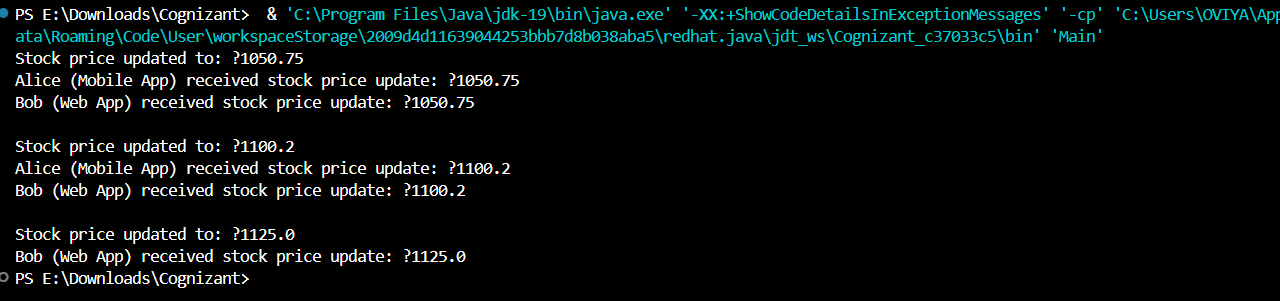 PS E:\Downloads\Cognizant>  & 'C:\Program Files\Java\jdk-19\bin\java.exe' '-XX:+ShowCodeDetailsInExceptionMessages' '-cp' 'C:\Users\OVIYA\App
ata\Roaming\Code\User\workspaceStorage\2009d4d11639044253bbb7d8b038aba5\redhat.java\jdt_ws\Cognizant_c37033c5\bin' 'Main'
Stock price updated to: ?1050.75
Alice (Mobile App) received stock price update: ?1050.75
Bob (Web App) received stock price update: ?1050.75

Stock price updated to: ?1100.2
Alice (Mobile App) received stock price update: ?1100.2
Bob (Web App) received stock price update: ?1100.2

Stock price updated to: ?1125.0
Bob (Web App) received stock price update: ?1125.0
PS E:\Downloads\Cognizant>